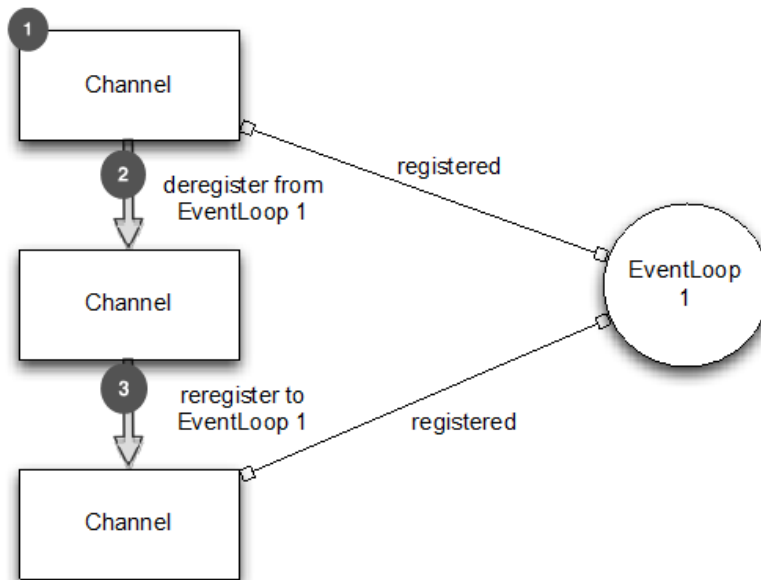 1
Channel
registered
2
deregister from
EventLoop 1
EventLoop
1
Channel
3
reregister to
EventLoop 1
registered
Channel